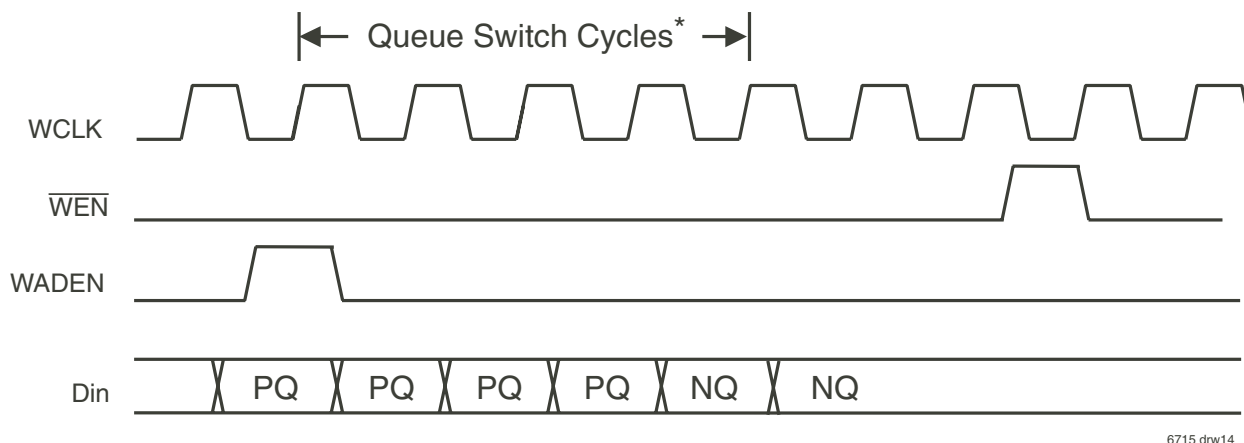 Queue Switch Cycles*
WCLK
WEN
WADEN
Din PQ PQ PQ PQ NQ NQ
6715 drw14